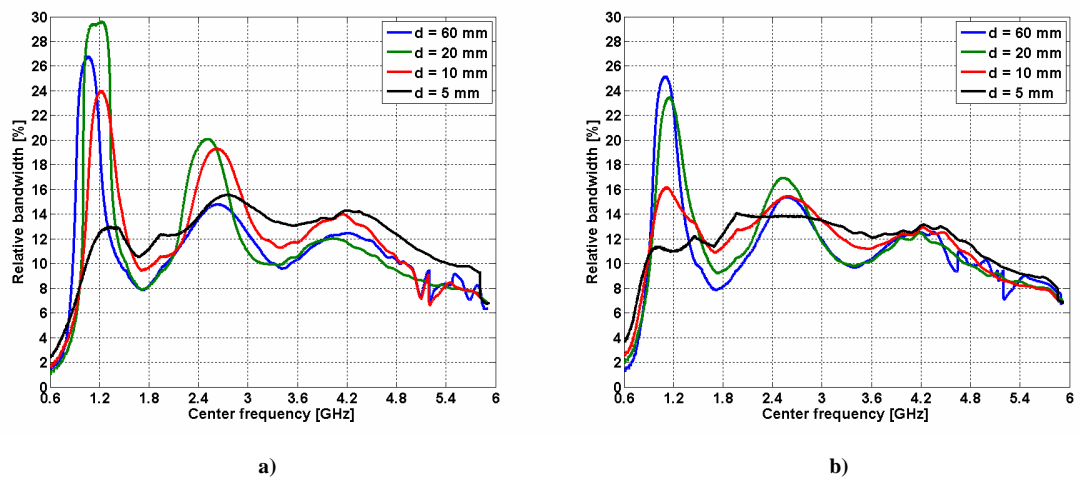 Relative bandwidth [%]
30
28
26
24
22
20
18
16
14
12
10
8
6
4
2
0
0.6 1.2 1.8 2.4 3 3.6 4.2 4.8 5.4 6
Center frequency [GHz]
d = 60 mm
d = 20 mm
d = 10 mm
d = 5 mm
a)
Relative bandwidth [%]
30
28
26
24
22
20
18
16
14
12
10
8
6
4
2
0
0.6 1.2 1.8 2.4 3 3.6 4.2 4.8 5.4 6
Center frequency [GHz]
d = 60 mm
d = 20 mm
d = 10 mm
d = 5 mm
b)